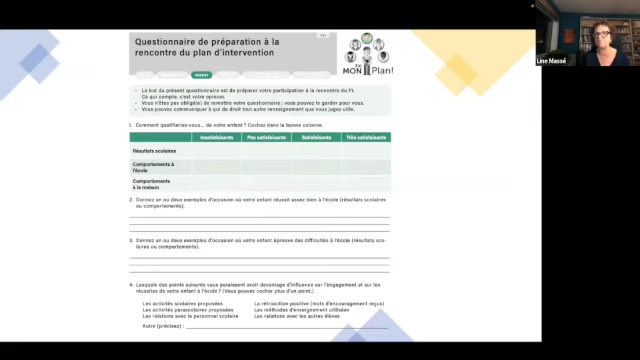 Questionnaire de préparation à la
rencontre du plan d'intervention
J'ai
MON Plan!
PARENT
Line Massé
- Le but du présent questionnaire est de préparer votre participation à la rencontre du PI.
Ce qui compte, c'est votre opinion.
- Vous n'êtes pas obligé(e) de remettre votre questionnaire; vous pouvez le garder pour vous.
- Vous pouvez communiquer à qui de droit tout autre renseignement que vous jugez utile.
1. Comment qualifieriez-vous... de votre enfant? Cochez dans la bonne colonne.
Insatisfaisants Peu satisfaisants Satisfaisants Très satisfaisants
Résultats scolaires
Comportements à
l'école
Comportements
à la maison
2. Donnez un ou deux exemples d'occasion où votre enfant réussit assez bien à l'école (résultats scolaires
ou comportements).
3. Donnez un ou deux exemples d'occasion où votre enfant éprouve des difficultés à l'école (résultats sco-
laires ou comportements).
4. Lesquels des points suivants vous paraissent avoir davantage d'influence sur l'engagement et sur les
réussites de votre enfant à l'école? (Vous pouvez cocher plus d'un point.)
Les activités scolaires proposées La rétroaction positive (mots d'encouragement reçus)
Les activités parascolaires proposées Les méthodes d'enseignement utilisées
Les relations avec le personnel scolaire Les relations avec les autres élèves
Autre (précisez) :